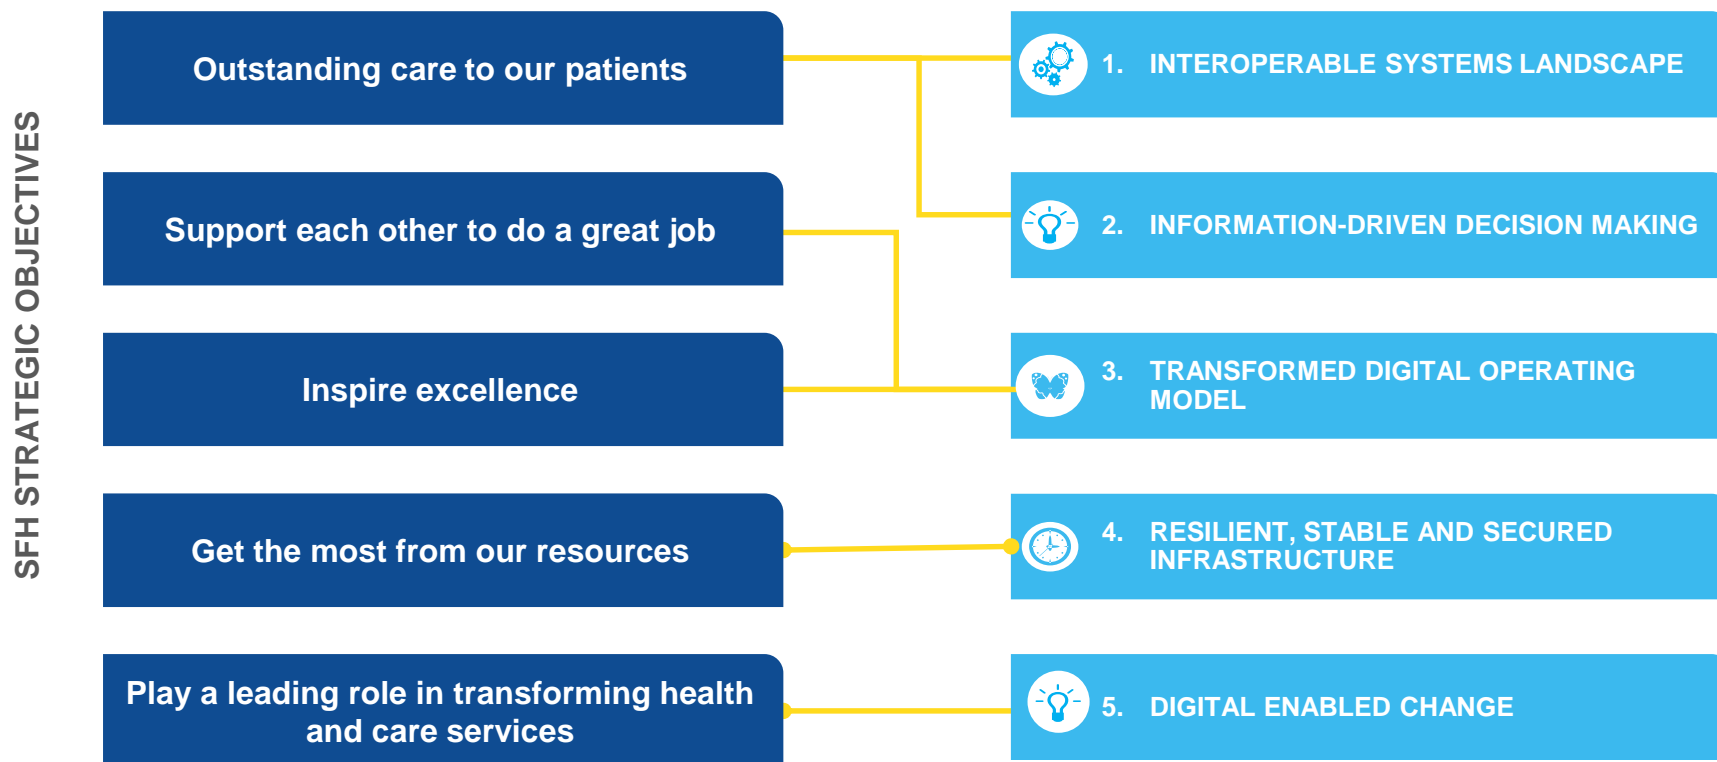 SFH STRATEGIC OBJECTIVES
Outstanding care to our patients
1. INTEROPERABLE SYSTEMS LANDSCAPE
Support each other to do a great job
2. INFORMATION-DRIVEN DECISION MAKING
Inspire excellence
3. TRANSFORMED DIGITAL OPERATING
MODEL
Get the most from our resources
4. RESILIENT, STABLE AND SECURED
INFRASTRUCTURE
Play a leading role in transforming health
and care services
5. DIGITAL ENABLED CHANGE